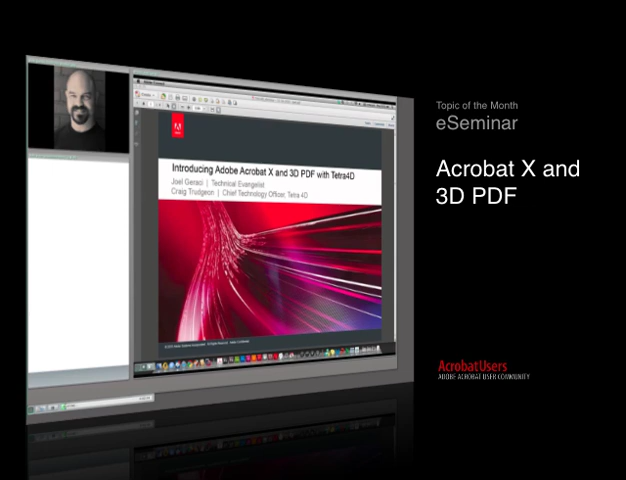 Topic of the Month
eSeminar
Acrobat X and
3D PDF
Introducing Adobe Acrobat X and 3D PDF with Tetra4D
Joel Geraci | Technical Evangelist
Craig Trudgeon | Chief Technology Officer, Tetra 4D
AcrobatUsers
ADOBE ACROBAT USER COMMUNITY